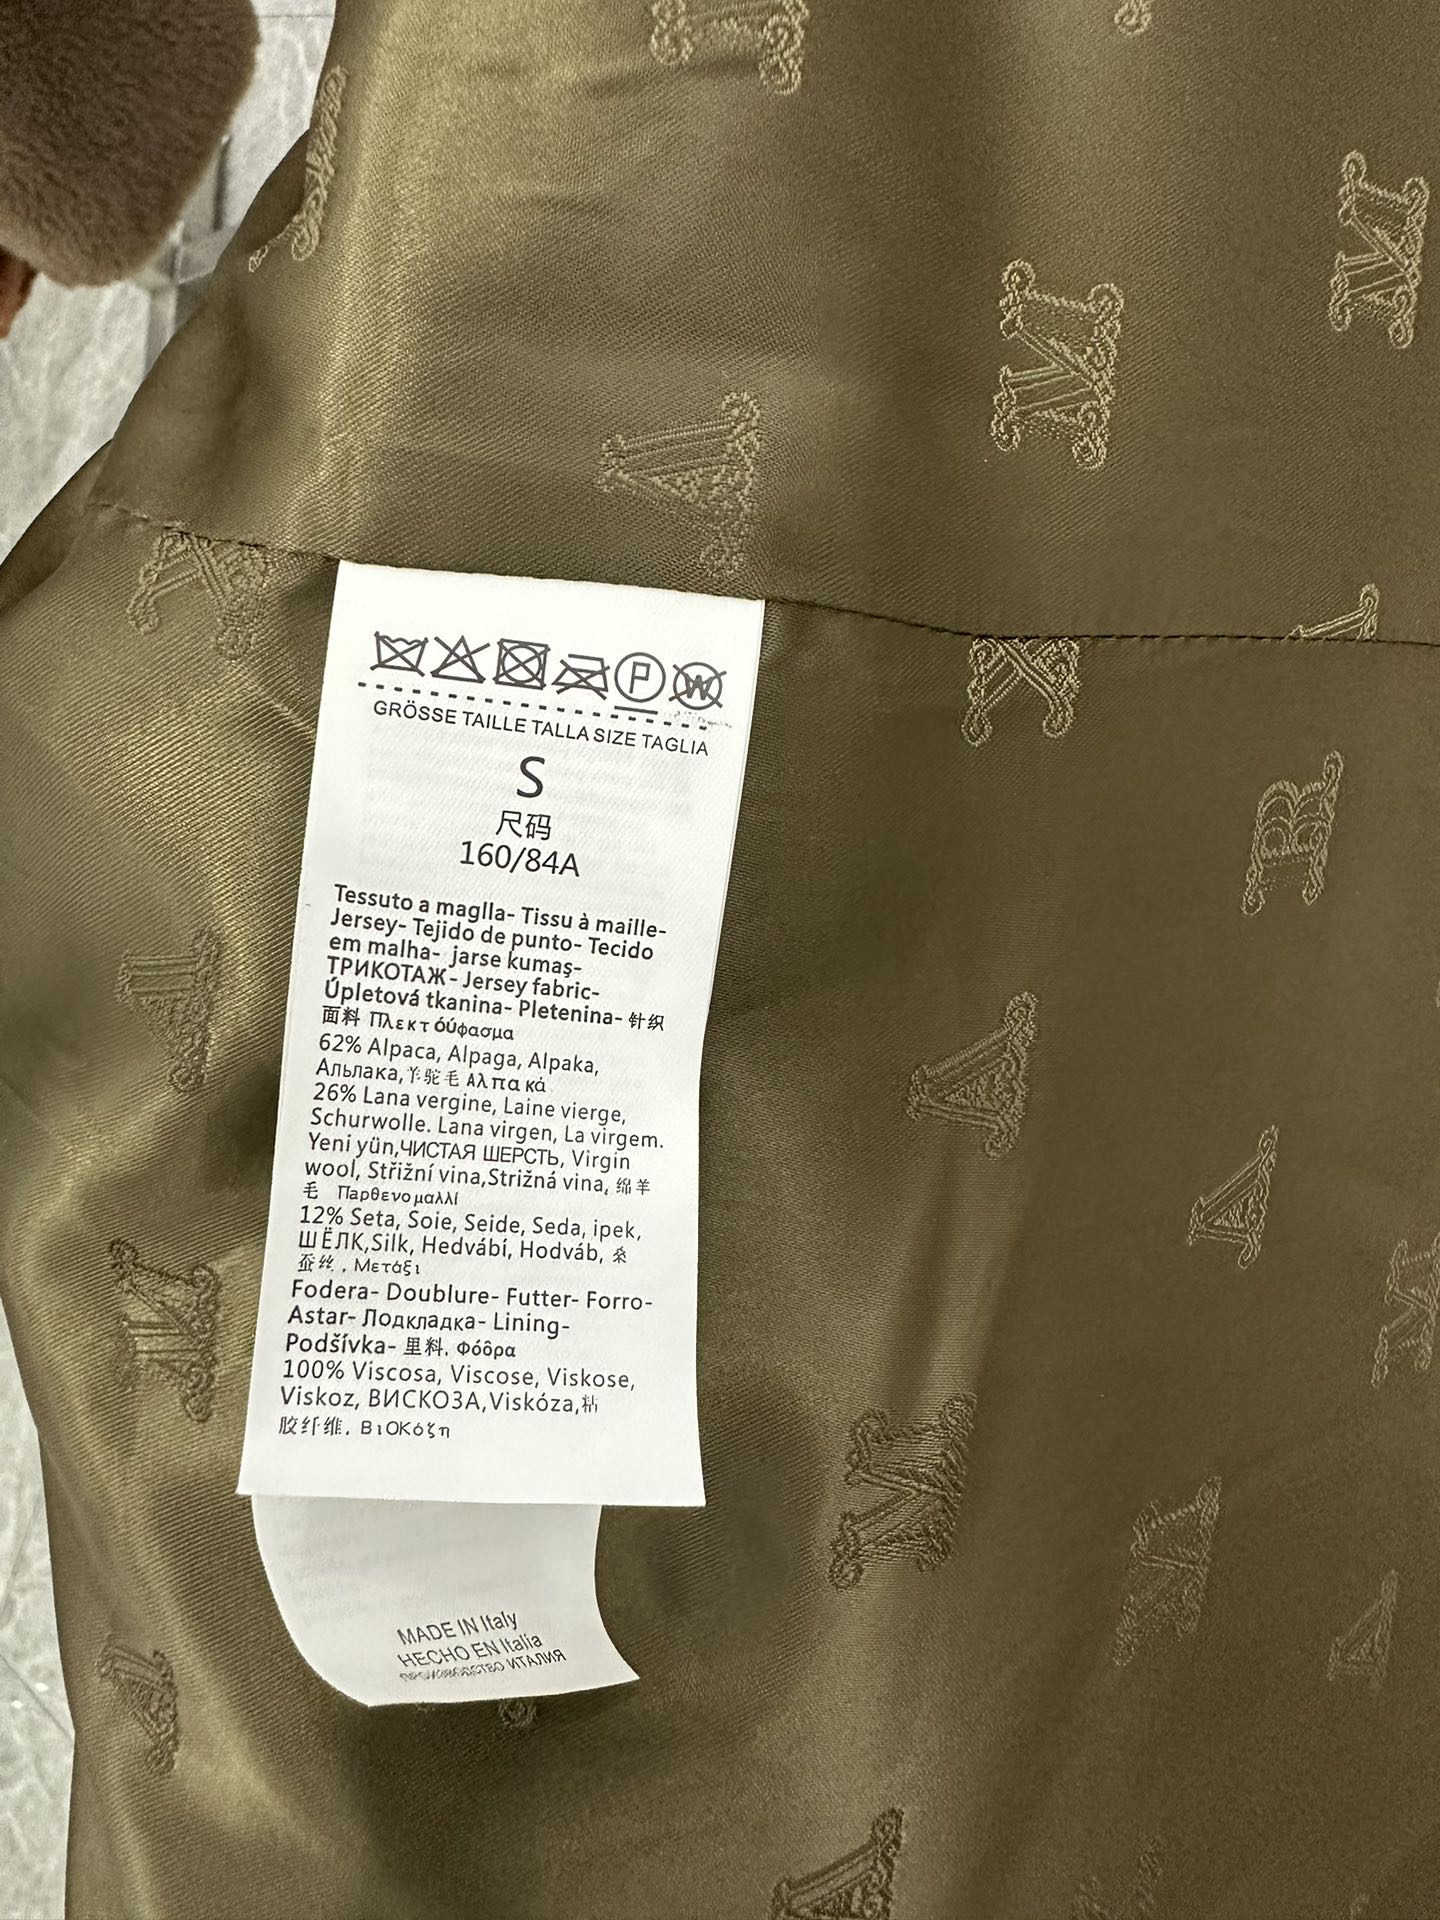 P
W
GRÖSSE TAILLE TALLA SIZE TAGLIA
S
尺码
160/84A
Tessuto a maglla- Tissu à maille-
Jersey- Tejido de punto- Tecido
em malha- jarse kumaş-
ТРИКОТАЖ- Jersey fabric-
Úpletová tkanina- Pletenina- 针织
面料 Πλεκτόύφασμα
62% Alpaca, Alpaga, Alpaka,
Альпака,羊驼毛 Αλπακά
26% Lana vergine, Laine vierge,
Schurwolle. Lana virgen, La virgem.
Yeni yün,ЧИСТАЯ ШЕРСТЬ, Virgin
wool, Střižní vina,Strižná vina, 绵羊
毛 Παρθενομαλλί
12% Seta, Soie, Seide, Seda, ipek,
ШЁЛК,Silk, Hedvábí, Hodváb, 桑
蚕丝 . Μετάξι
Fodera- Doublure- Futter- Forro-
Astar- Подкладка- Lining-
Podšívka- 里料. Φόδρα
100% Viscosa, Viscose, Viskose,
Viskoz, ВИСКОЗА,Viskóza,粘
胶纤维. ΒιΟΚόζη
MADE IN Italy
HECHO EN Italia
ПРОИЗВОДСТВО ИТАЛИЯ